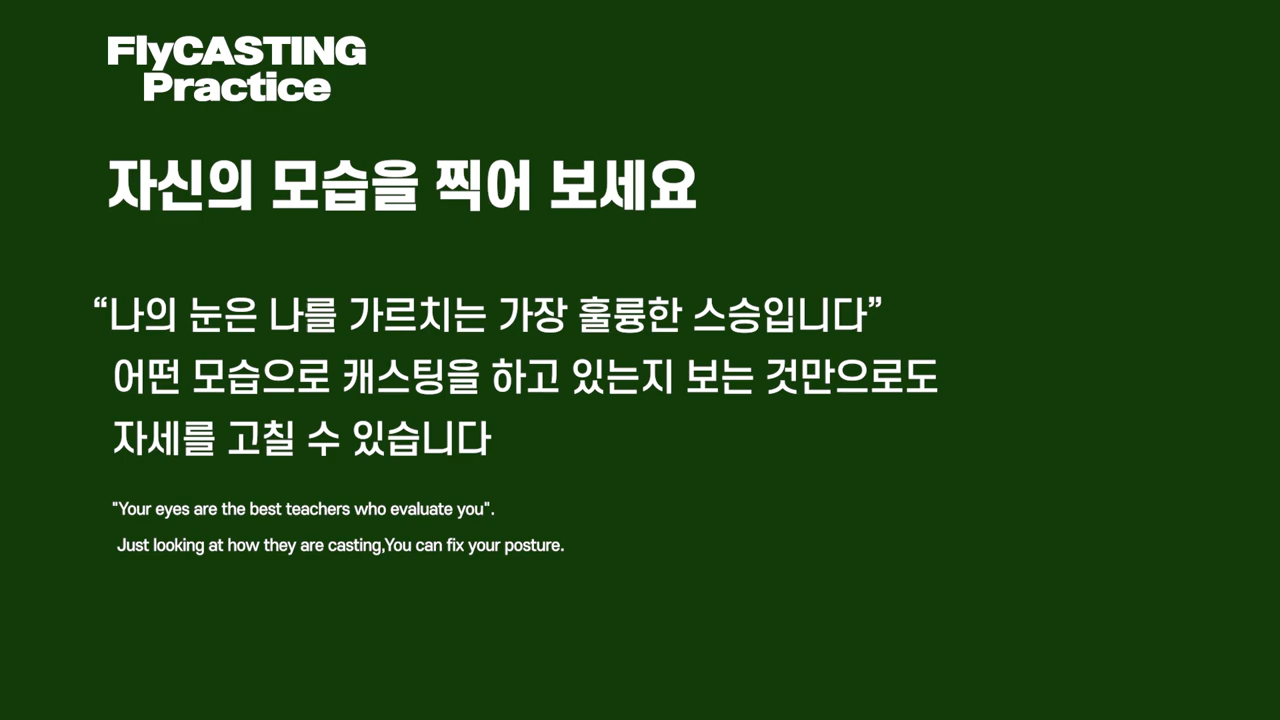 FlyCASTING
Practice
자신의 모습을 찍어 보세요
“나의 눈은 나를 가르치는 가장 훌륭한 스승입니다”
어떤 모습으로 캐스팅을 하고 있는지 보는 것만으로도
자세를 고칠 수 있습니다
"Your eyes are the best teachers who evaluate you".
Just looking at how they are casting,You can fix your posture.